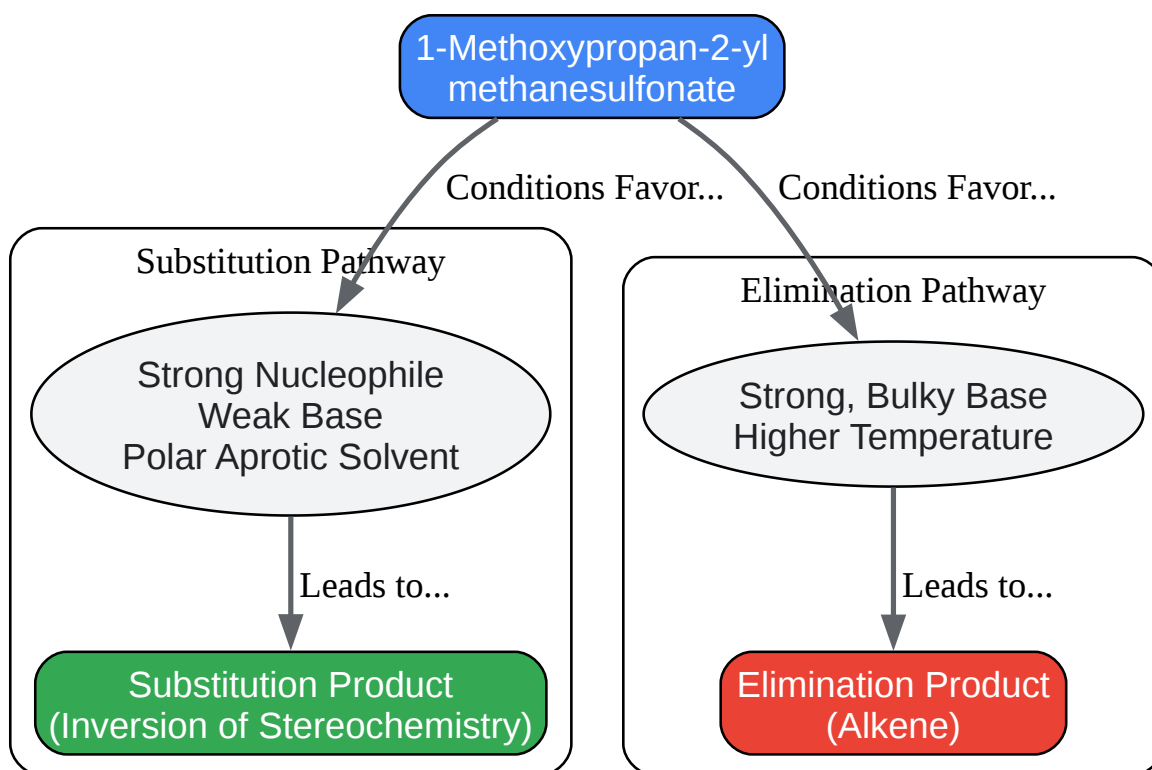 1-Methoxypropan-2-yl
methanesulfonate
Conditions Favor...
Conditions Favor...
Substitution Pathway
Strong Nucleophile
Weak Base
Polar Aprotic Solvent
Leads to...
Substitution Product
(Inversion of Stereochemistry)
Elimination Pathway
Strong, Bulky Base
Higher Temperature
Leads to...
Elimination Product
(Alkene)